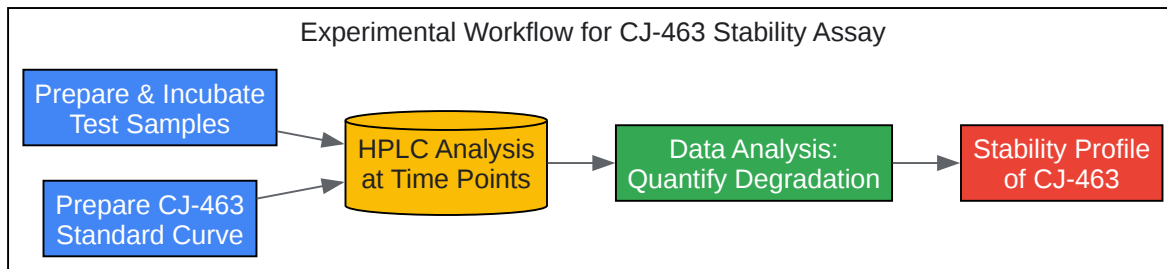 Experimental Workflow for CJ-463 Stability Assay
Prepare & Incubate
Test Samples
Prepare CJ-463
Standard Curve
HPLC Analysis
at Time Points
Data Analysis:
Quantify Degradation
Stability Profile
of CJ-463